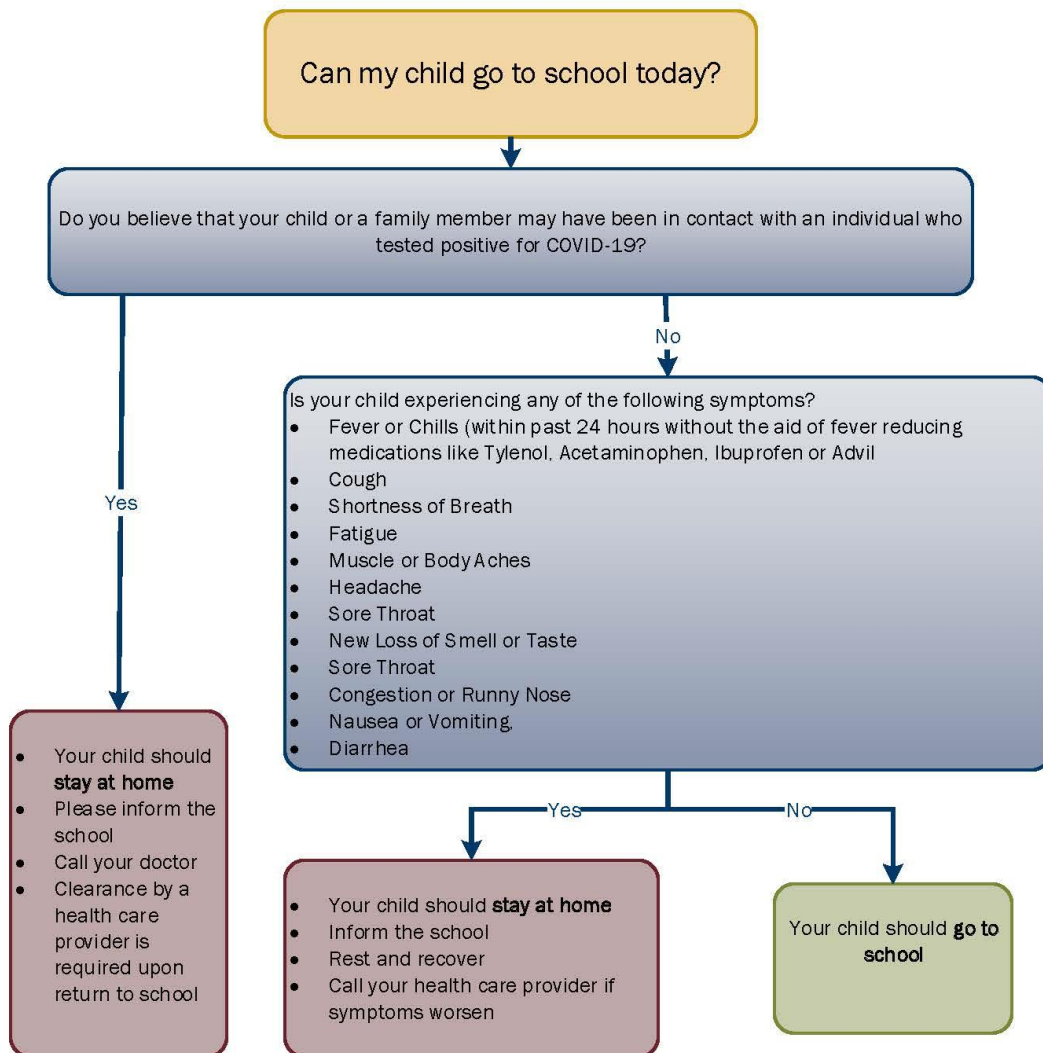 Can my child go to school today?
Do you believe that your child or a family member may have been in contact with an individual who
tested positive for COVID-19?
Yes
No
Is your child experiencing any of the following symptoms?
● Fever or Chills (within past 24 hours without the aid of fever reducing
medications like Tylenol, Acetaminophen, Ibuprofen or Advil
● Cough
● Shortness of Breath
● Fatigue
● Muscle or Body Aches
● Headache
● Sore Throat
● New Loss of Smell or Taste
● Sore Throat
● Congestion or Runny Nose
● Nausea or Vomiting,
● Diarrhea
● Your child should
stay at home
● Please inform the
school
● Call your doctor
● Clearance by a
health care
provider is
required upon
return to school
Yes
No
● Your child should stay at home
● Inform the school
● Rest and recover
● Call your health care provider if
symptoms worsen
Your child should go to
school